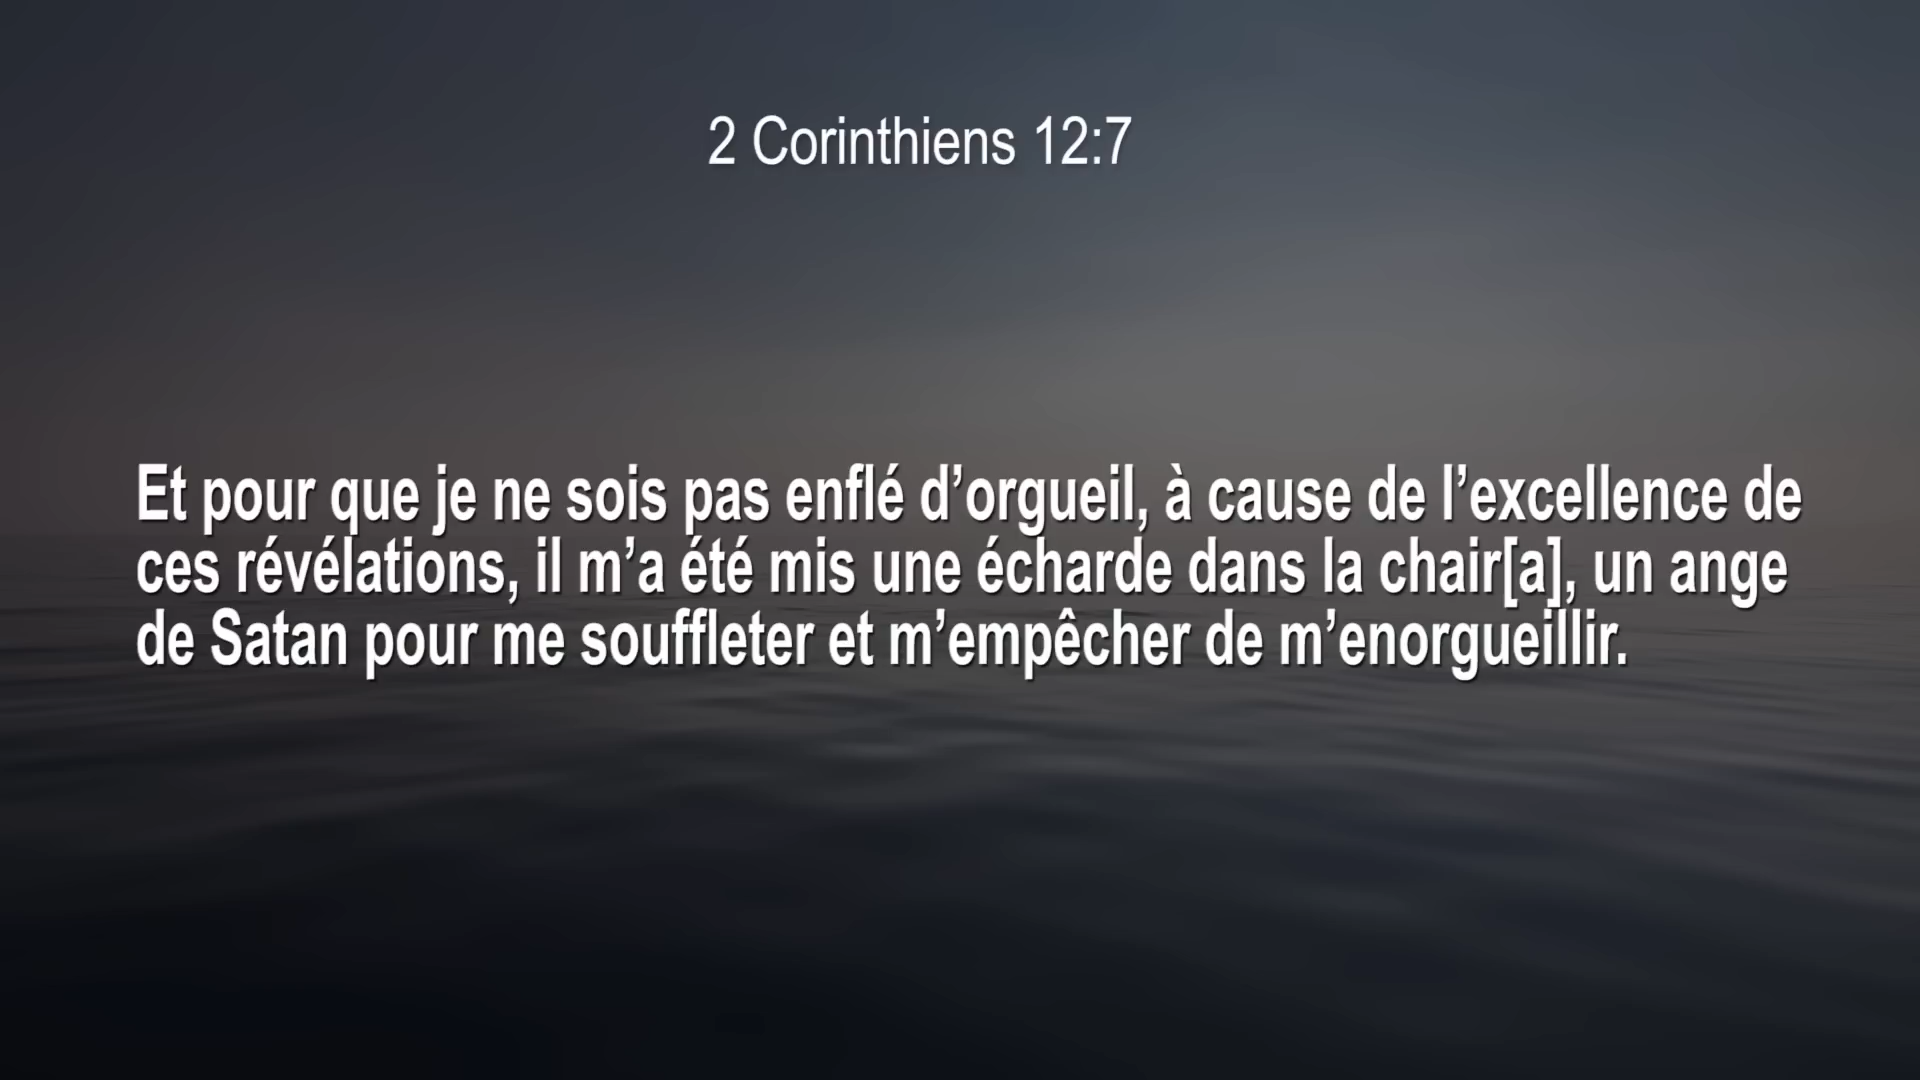 2 Corinthiens 12:7
Et pour que je ne sois pas enflé d’orgueil, à cause de l’excellence de
ces révélations, il m’a été mis une écharde dans la chair[a], un ange
de Satan pour me souffleter et m’empêcher de m’enorgueillir.